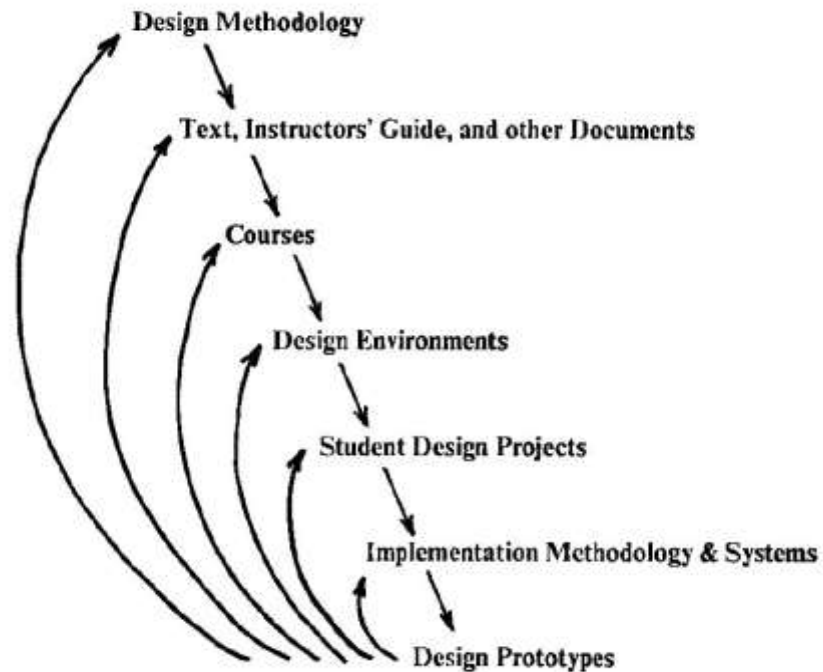 Design Methodology
Text, Instructors' Guide, and other Documents
Courses
Design Environments
Student Design Projects
Implementation Methodology & Systems
Design Prototypes